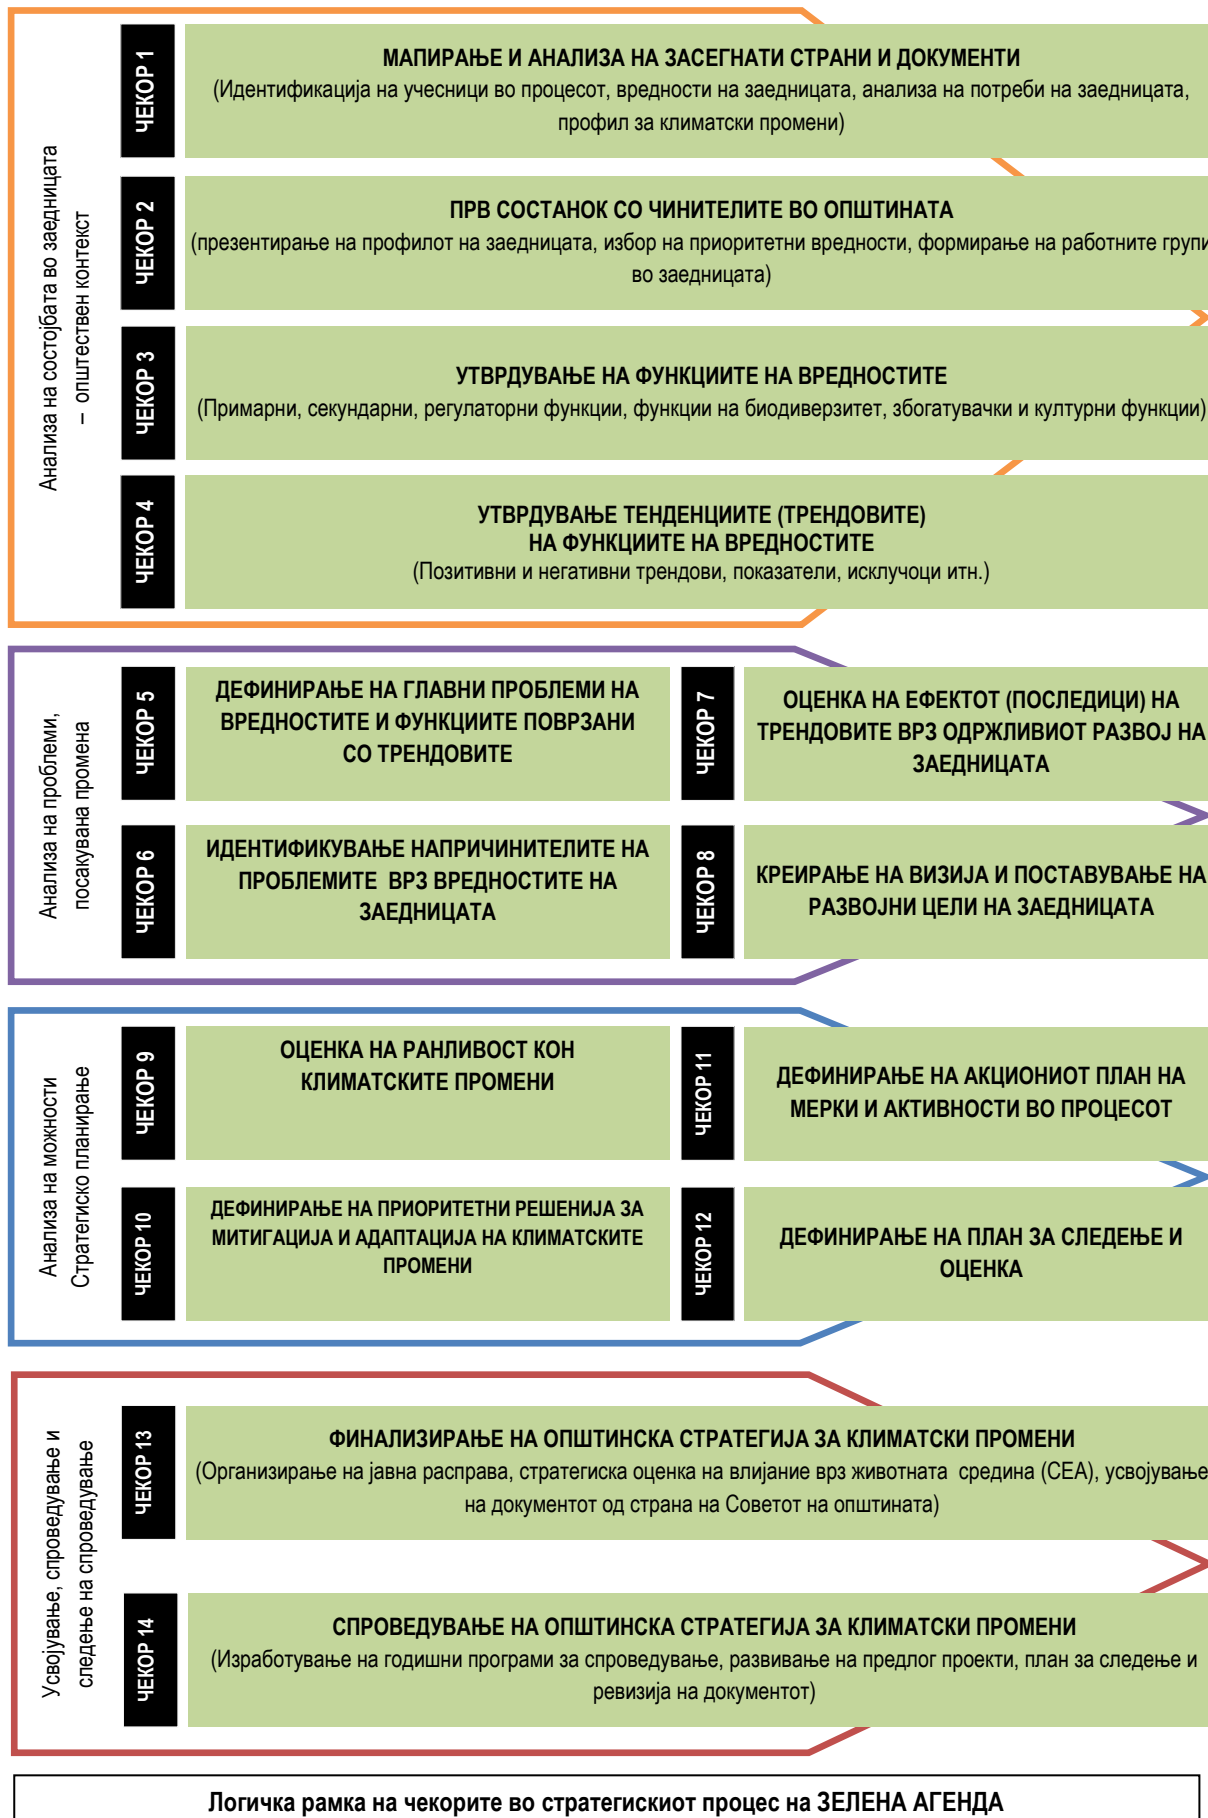 Анализа на состојбата во заедницата
– општествен контекст
ЧЕКОР 1
МАПИРАЊЕ И АНАЛИЗА НА ЗАСЕГНАТИ СТРАНИ И ДОКУМЕНТИ
(Идентификација на учесници во процесот, вредности на заедницата, анализа на потреби на заедницата,
профил за климатски промени)
ЧЕКОР 2
ПРВ СОСТАНОК СО ЧИНИТЕЛИТЕ ВО ОПШТИНАТА
(презентирање на профилот на заедницата, избор на приоритетни вредности, формирање на работните групи
во заедницата)
ЧЕКОР 3
УТВРДУВАЊЕ НА ФУНКЦИИТЕ НА ВРЕДНОСТИТЕ
(Примарни, секундарни, регулаторни функции, функции на биодиверзитет, збогатувачки и културни функции)
ЧЕКОР 4
УТВРДУВАЊЕ ТЕНДЕНЦИИТЕ (ТРЕНДОВИТЕ)
НА ФУНКЦИИТЕ НА ВРЕДНОСТИТЕ
(Позитивни и негативни трендови, показатели, исклучоци итн.)
Анализа на проблеми,
посакувана промена
ЧЕКОР 5
ДЕФИНИРАЊЕ НА ГЛАВНИ ПРОБЛЕМИ НА
ВРЕДНОСТИТЕ И ФУНКЦИИТЕ ПОВРЗАНИ
СО ТРЕНДОВИТЕ
ЧЕКОР 6
ИДЕНТИФИКУВАЊЕ НАПРИЧИНИТЕЛИТЕ НА
ПРОБЛЕМИТЕ ВРЗ ВРЕДНОСТИТЕ НА
ЗАЕДНИЦАТА
ЧЕКОР 7
ОЦЕНКА НА ЕФЕКТОТ (ПОСЛЕДИЦИ) НА
ТРЕНДОВИТЕ ВРЗ ОДРЖЛИВИОТ РАЗВОЈ НА
ЗАЕДНИЦАТА
ЧЕКОР 8
КРЕИРАЊЕ НА ВИЗИЈА И ПОСТАВУВАЊЕ НА
РАЗВОЈНИ ЦЕЛИ НА ЗАЕДНИЦАТА
Анализа на можности
Стратегиско планирање
ЧЕКОР 9
ОЦЕНКА НА РАНЛИВОСТ КОН
КЛИМАТСКИТЕ ПРОМЕНИ
ЧЕКОР 10
ДЕФИНИРАЊЕ НА ПРИОРИТЕТНИ РЕШЕНИЈА ЗА
МИТИГАЦИЈА И АДАПТАЦИЈА НА КЛИМАТСКИТЕ
ПРОМЕНИ
ЧЕКОР 11
ДЕФИНИРАЊЕ НА АКЦИОНИОТ ПЛАН НА
МЕРКИ И АКТИВНОСТИ ВО ПРОЦЕСОТ
ЧЕКОР 12
ДЕФИНИРАЊЕ НА ПЛАН ЗА СЛЕДЕЊЕ И
ОЦЕНКА
Усвојување, спроведување и
следење на спроведување
ЧЕКОР 13
ФИНАЛИЗИРАЊЕ НА ОПШТИНСКА СТРАТЕГИЈА ЗА КЛИМАТСКИ ПРОМЕНИ
(Организирање на јавна расправа, стратегиска оценка на влијание врз животната средина (СЕА), усвојување
на документот од страна на Советот на општината)
ЧЕКОР 14
СПРОВЕДУВАЊЕ НА ОПШТИНСКА СТРАТЕГИЈА ЗА КЛИМАТСКИ ПРОМЕНИ
(Изработување на годишни програми за спроведување, развивање на предлог проекти, план за следење и
ревизија на документот)
Логичка рамка на чекорите во стратегискиот процес на ЗЕЛЕНА АГЕНДА